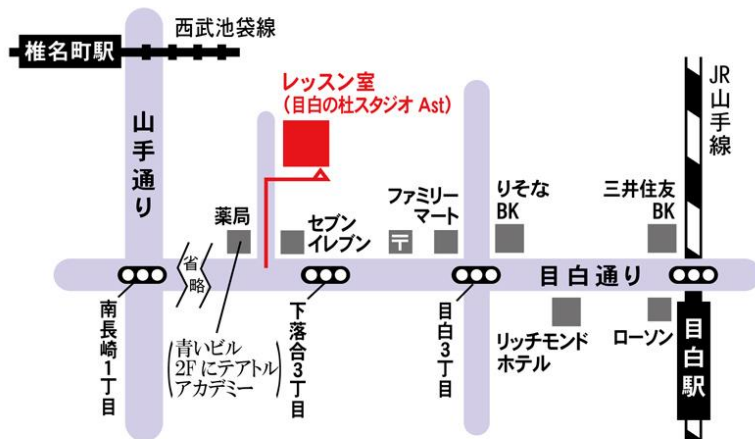 西武池袋線
椎名町駅
レッスン室
(目白の杜スタジオ Ast)
JR山手線
山手通り
薬局
セブン
イレブン
〒
ファミリー
マート
りそな
BK
三井住友
BK
省略
目白通り
南長崎1丁目
(青いビル
2Fにテアトル
アカデミー)
下落合3丁目
目白3丁目
リッチモンド
ホテル
ローソン
目白駅